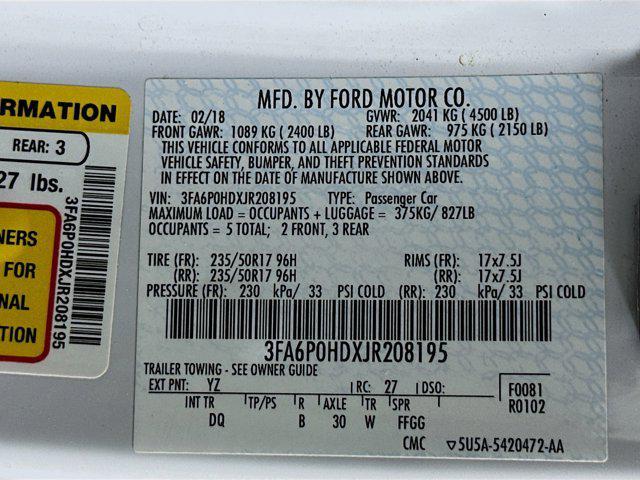 RMATION
REAR: 3
27 lbs.
NERS
FOR
NAL
ATION
3FA6P0HDXJR208195
MFD. BY FORD MOTOR CO.
DATE: 02/18 GVWR: 2041 KG (4500 LB)
FRONT GAWR: 1089 KG (2400 LB) REAR GAWR: 975 KG (2150 LB)
THIS VEHICLE CONFORMS TO ALL APPLICABLE FEDERAL MOTOR
VEHICLE SAFETY, BUMPER, AND THEFT PREVENTION STANDARDS
IN EFFECT ON THE DATE OF MANUFACTURE SHOWN ABOVE.
VIN: 3FA6P0HDXJR208195 TYPE: Passenger Car
MAXIMUM LOAD = OCCUPANTS + LUGGAGE = 375KG/ 827LB
OCCUPANTS = 5 TOTAL; 2 FRONT, 3 REAR
TIRE (FR): 235/50R17 96H RIMS (FR): 17x7.5J
(RR): 235/50R17 96H (RR): 17x7.5J
PRESSURE (FR): 230 kPa/ 33 PSI COLD (RR): 230 kPa/ 33 PSI COLD
3FA6P0HDXJR208195
TRAILER TOWING - SEE OWNER GUIDE
EXT PNT: YZ RC: 27 DSO: F0081
R0102
INT TR TP/PS R AXLE TR SPR
DQ B 30 W FFGG
CMC ▽5U5A-5420472-AA